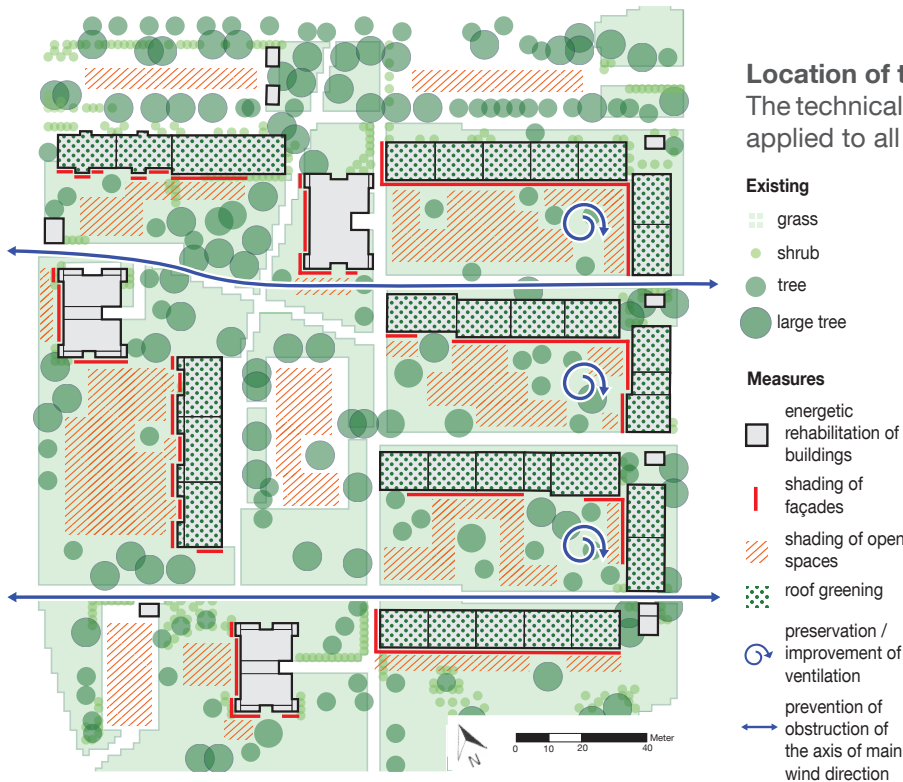 Location of t
The technical
applied to all
Existing
grass
shrub
tree
large tree
Measures
energetic
rehabilitation of
buildings
shading of
façades
shading of open
spaces
roof greening
preservation /
improvement of
ventilation
prevention of
obstruction of
the axis of main
wind direction
N
Meter
0 10 20 40